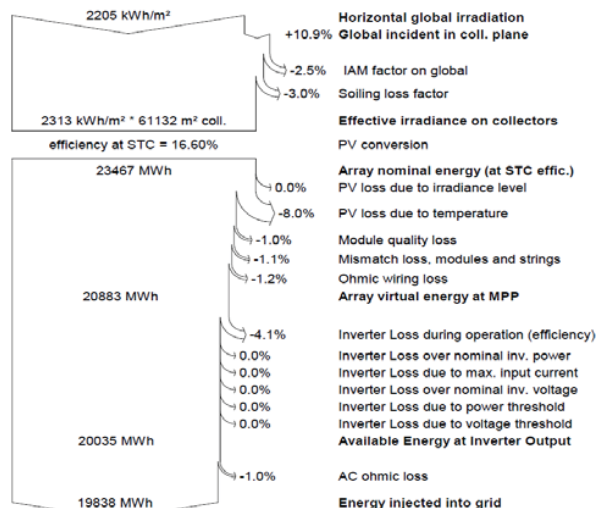 2205 kWh/m² Horizontal global irradiation
+10.9% Global incident in coll. plane
-2.5% IAM factor on global
-3.0% Soiling loss factor
2313 kWh/m² * 61132 m² coll. Effective irradiance on collectors
efficiency at STC = 16.60% PV conversion
23467 MWh Array nominal energy (at STC effic.)
0.0% PV loss due to irradiance level
-8.0% PV loss due to temperature
-1.0% Module quality loss
-1.1% Mismatch loss, modules and strings
-1.2% Ohmic wiring loss
20883 MWh Array virtual energy at MPP
-4.1% Inverter Loss during operation (efficiency)
0.0% Inverter Loss over nominal inv. power
0.0% Inverter Loss due to max. input current
0.0% Inverter Loss over nominal inv. voltage
0.0% Inverter Loss due to power threshold
0.0% Inverter Loss due to voltage threshold
20035 MWh Available Energy at Inverter Output
-1.0% AC ohmic loss
19838 MWh Energy injected into grid